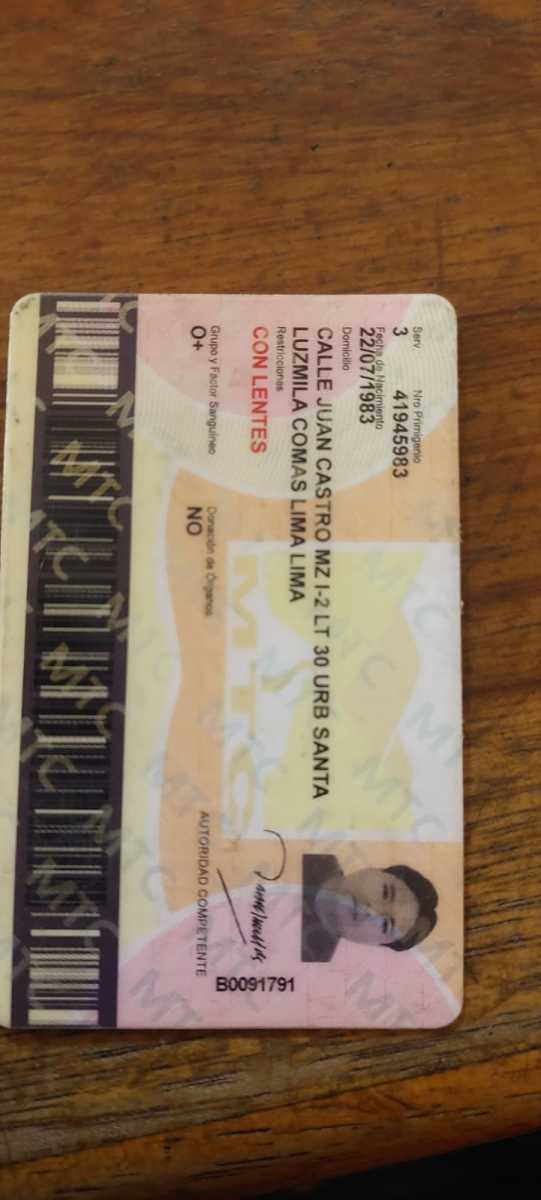 Serv. Nro Primigenio
3 41945983
Fecha de Nacimiento
22/07/1983
Domicilio
CALLE JUAN CASTRO MZ I-2 LT 30 URB SANTA
LUZMILA COMAS LIMA LIMA
Restricciones
CON LENTES
Grupo y Factor Sanguíneo Donación de Órganos
O+ NO
MTC
AUTORIDAD COMPETENTE
B0091791